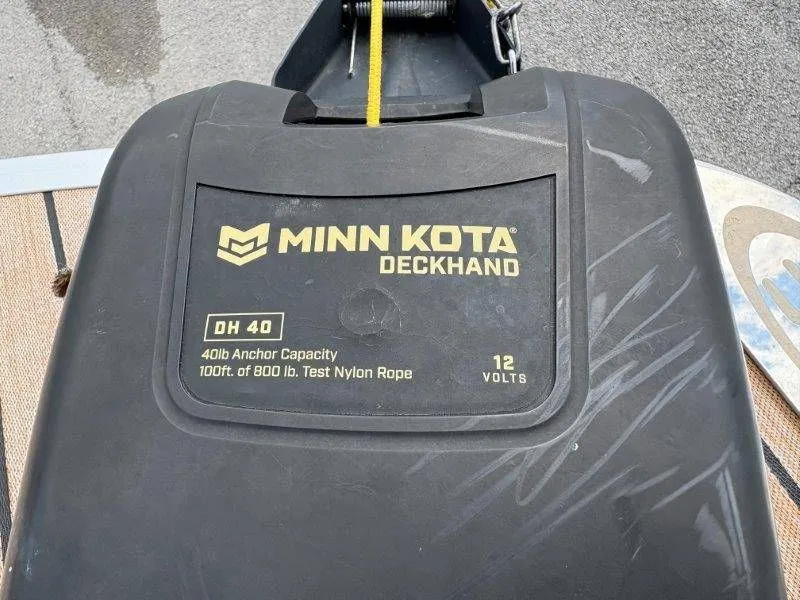 MINN KOTA®
DECKHAND
DH 40
40lb Anchor Capacity
100ft. of 800 lb. Test Nylon Rope
12
VOLTS